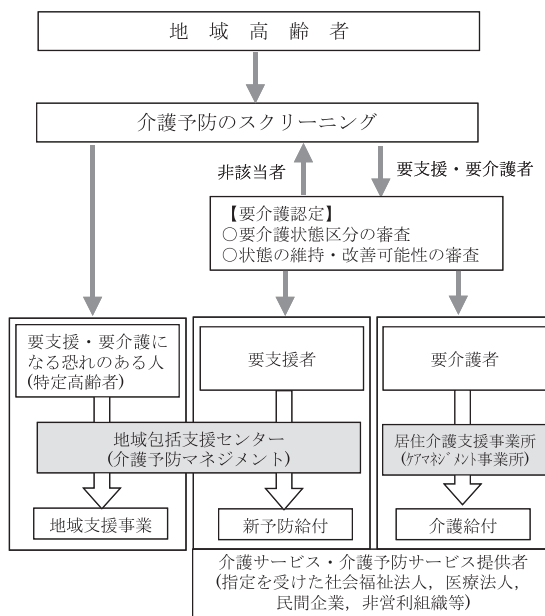 地域高齢者
介護予防のスクリーニング
非該当者
要支援・要介護者
【要介護認定】
○要介護状態区分の審査
○状態の維持・改善可能性の審査
要支援・要介護に
なる恐れのある人
(特定高齢者)
要支援者
要介護者
地域包括支援センター
(介護予防マネジメント)
居住介護支援事業所
(ｹｱﾏﾈｼﾞﾒﾝﾄ事業所)
地域支援事業
新予防給付
介護給付
介護サービス・介護予防サービス提供者
(指定を受けた社会福祉法人，医療法人，
民間企業，非営利組織等)